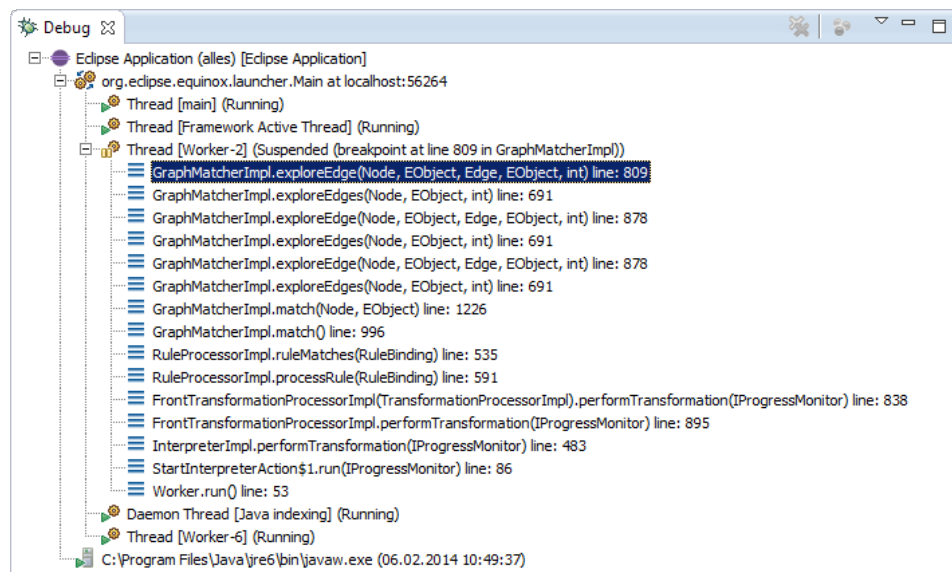 Debug
Eclipse Application (alles) [Eclipse Application]
org.eclipse.equinox.launcher.Main at localhost:56264
Thread [main] (Running)
Thread [Framework Active Thread] (Running)
Thread [Worker-2] (Suspended (breakpoint at line 809 in GraphMatcherImpl))
GraphMatcherImpl.exploreEdge(Node, EObject, Edge, EObject, int) line: 809
GraphMatcherImpl.exploreEdges(Node, EObject, int) line: 691
GraphMatcherImpl.exploreEdge(Node, EObject, Edge, EObject, int) line: 878
GraphMatcherImpl.exploreEdges(Node, EObject, int) line: 691
GraphMatcherImpl.exploreEdge(Node, EObject, Edge, EObject, int) line: 878
GraphMatcherImpl.exploreEdges(Node, EObject, int) line: 691
GraphMatcherImpl.match(Node, EObject) line: 1226
GraphMatcherImpl.match() line: 996
RuleProcessorImpl.ruleMatches(RuleBinding) line: 535
RuleProcessorImpl.processRule(RuleBinding) line: 591
FrontTransformationProcessorImpl(TransformationProcessorImpl).performTransformation(IProgressMonitor) line: 838
FrontTransformationProcessorImpl.performTransformation(IProgressMonitor) line: 895
InterpreterImpl.performTransformation(IProgressMonitor) line: 483
StartInterpreterAction$1.run(IProgressMonitor) line: 86
Worker.run() line: 53
Daemon Thread [Java indexing] (Running)
Thread [Worker-6] (Running)
C:\Program Files\Java\jre6\bin\javaw.exe (06.02.2014 10:49:37)